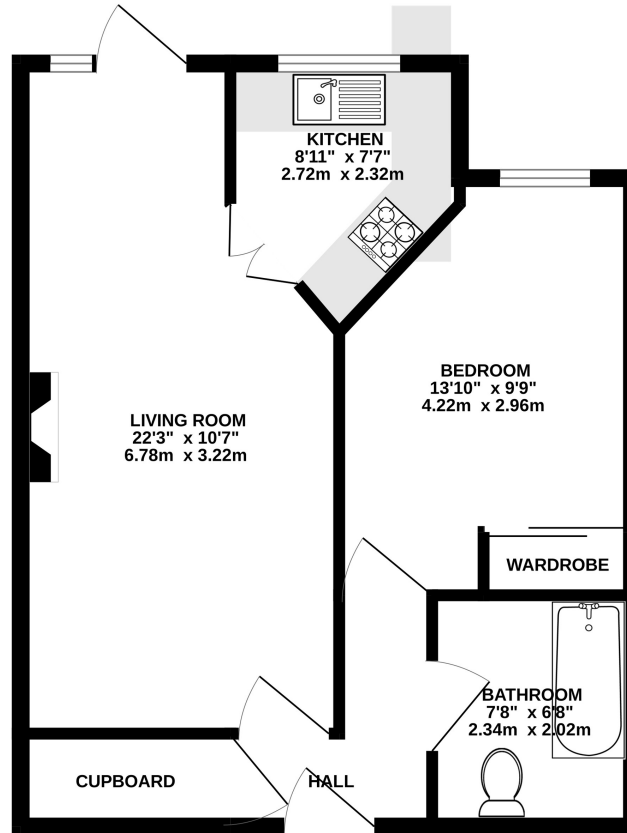 KITCHEN
8'11" x 7'7"
2.72m x 2.32m
BEDROOM
13'10" x 9'9"
4.22m x 2.96m
LIVING ROOM
22'3" x 10'7"
6.78m x 3.22m
WARDROBE
BATHROOM
7'8" x 6'8"
2.34m x 2.02m
CUPBOARD
HALL